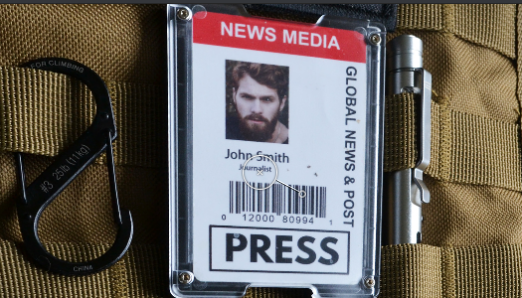 NEWS MEDIA
GLOBAL NEWS & POST
John Smith
Journalist
0 12000 80994 1
PRESS
FOR CLIMBING
#3 25lb (11kg)
CHINA